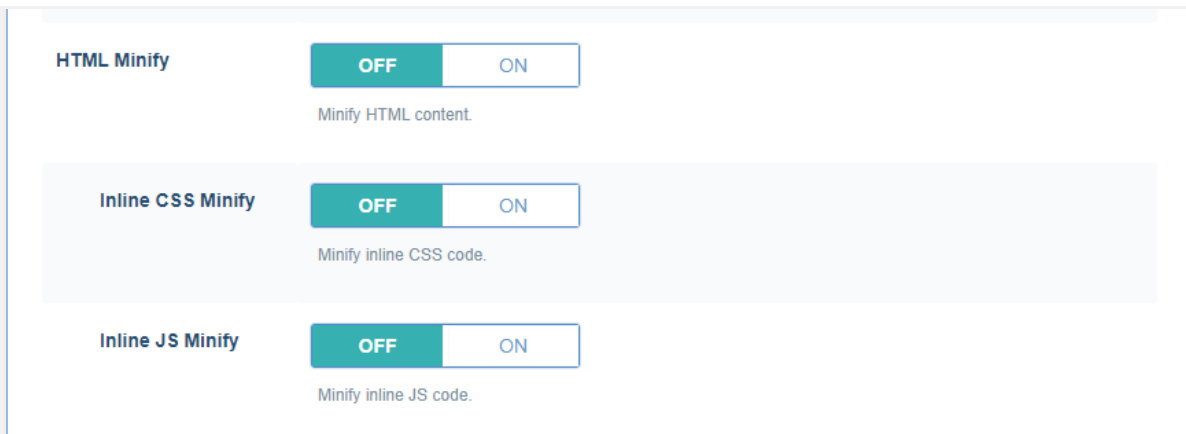 HTML Minify
OFF ON
Minify HTML content.
Inline CSS Minify
OFF ON
Minify inline CSS code.
Inline JS Minify
OFF ON
Minify inline JS code.